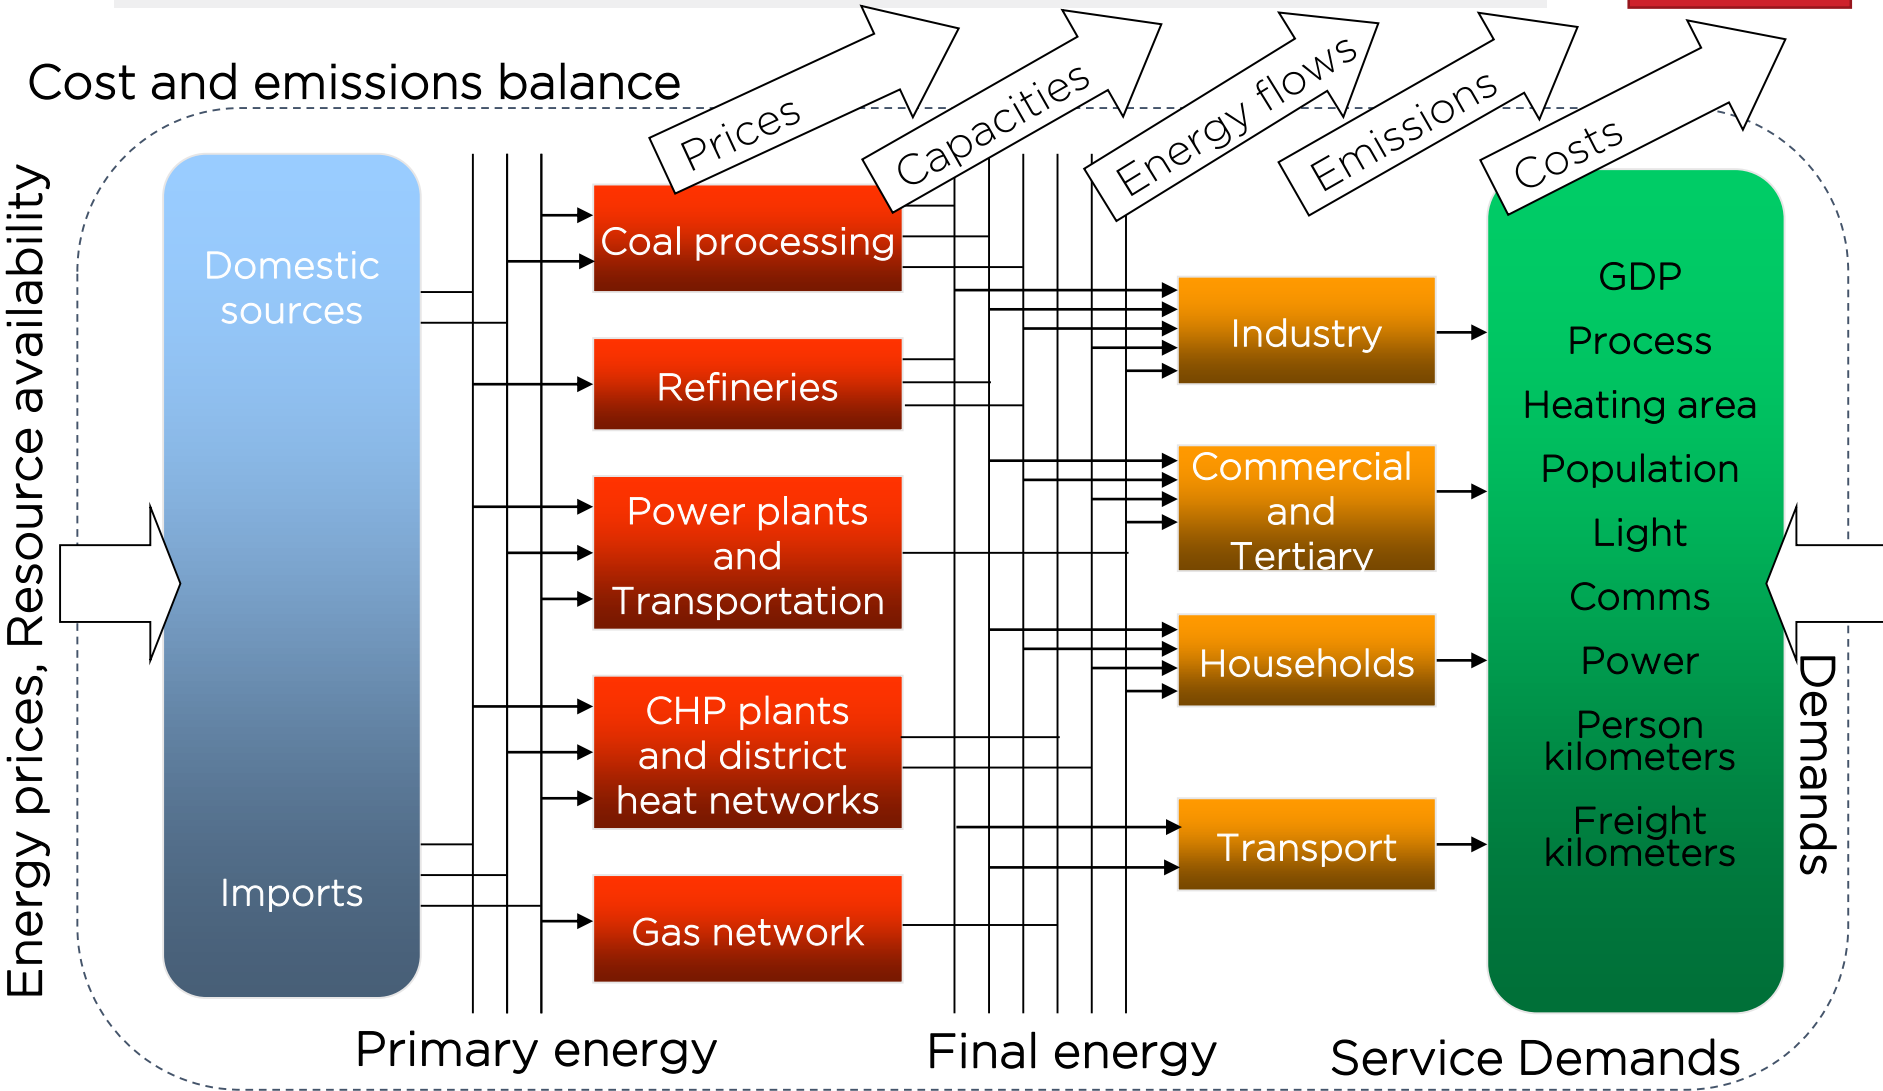 Prices
Capacities
Energy flows
Emissions
Costs
Cost and emissions balance
Energy prices, Resource availability
Domestic
sources
Imports
Coal processing
Refineries
Power plants
and
Transportation
CHP plants
and district
heat networks
Gas network
Industry
Commercial
and
Tertiary
Households
Transport
GDP
Process
Heating area
Population
Light
Comms
Power
Person
kilometers
Freight
kilometers
Demands
Primary energy
Final energy
Service Demands